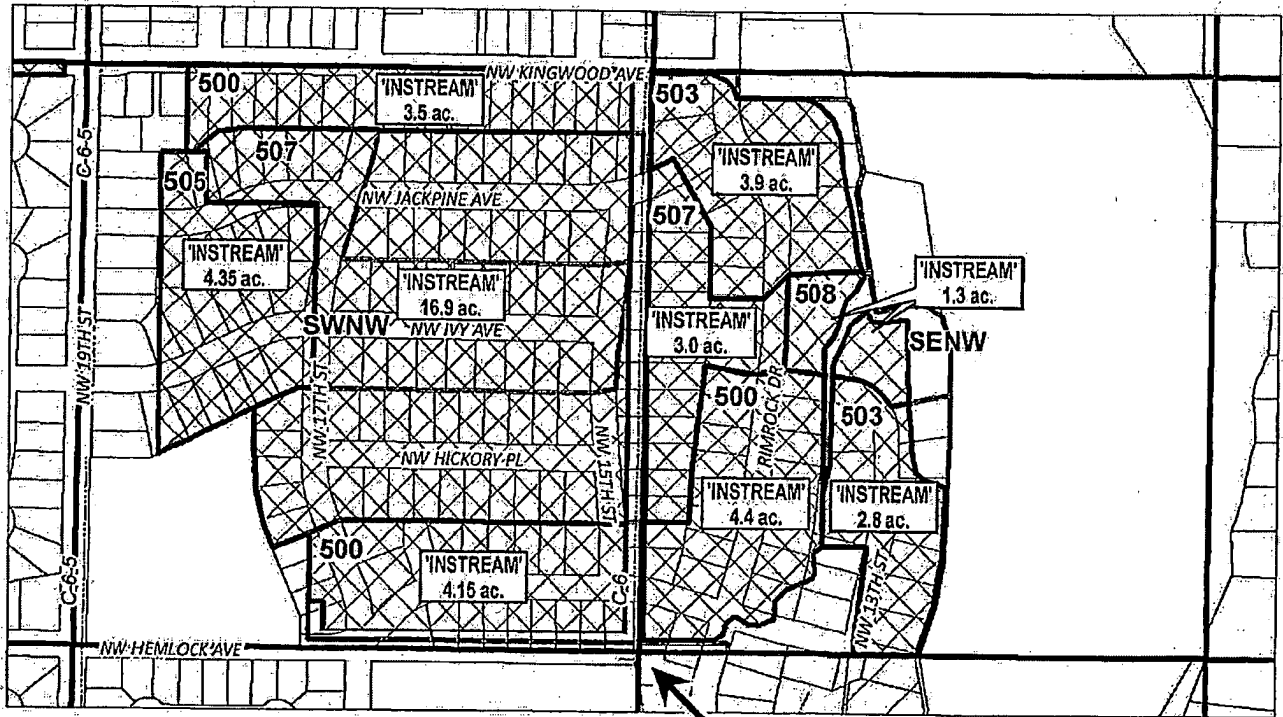 500
'INSTREAM'
3.5 ac.
NW KINGWOOD AVE
503
C-6-5
507
'INSTREAM'
3.9 ac.
505
NW JACKPINE AVE
507
'INSTREAM'
4.35 ac.
'INSTREAM'
16.9 ac.
508
'INSTREAM'
1.3 ac.
NW 19TH ST
SWNW
NW IVY AVE
'INSTREAM'
3.0 ac.
SENW
NW 17TH ST
500
RIMROCK DR
503
NW HICKORY PL
NW 15TH ST
'INSTREAM'
4.4 ac.
'INSTREAM'
2.8 ac.
500
'INSTREAM'
4.15 ac.
C-6-5
C-6
NW 13TH ST
NW HEMLOCK AVE